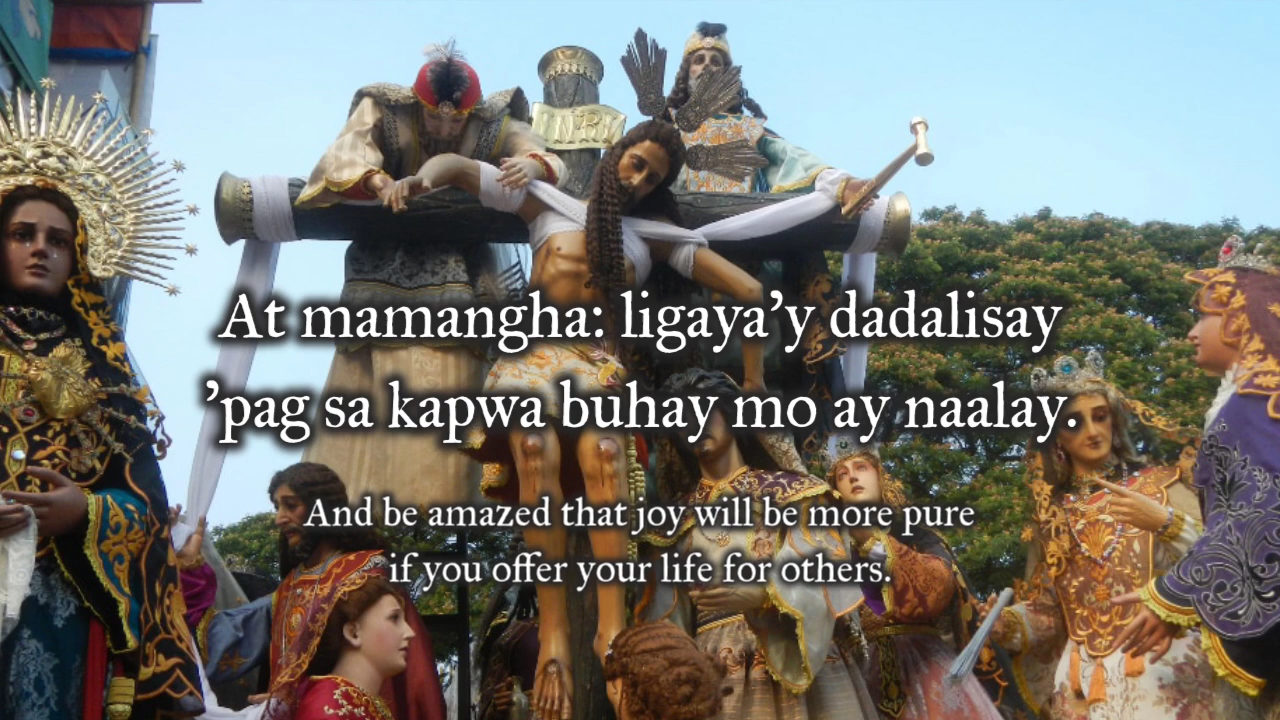 INRI
At mamangha: ligaya’y dadalisay
’pag sa kapwa buhay mo ay naalay.
And be amazed that joy will be more pure
if you offer your life for others.